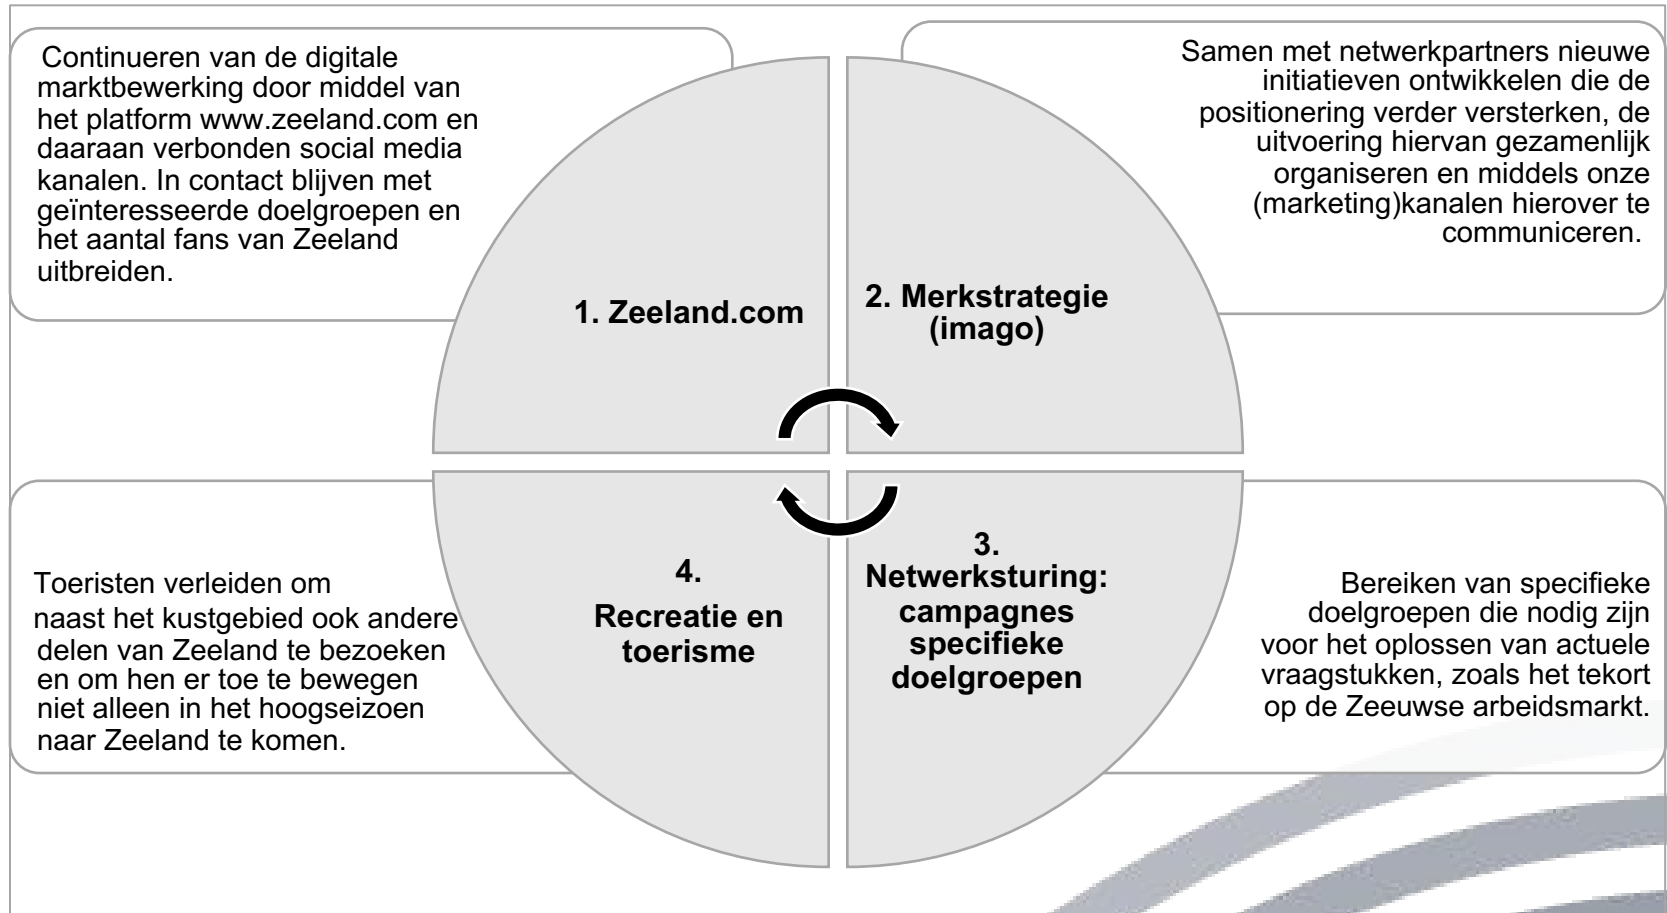 Continueren van de digitale
marktbewerking door middel van
het platform www.zeeland.com en
daaraan verbonden social media
kanalen. In contact blijven met
geïnteresseerde doelgroepen en
het aantal fans van Zeeland
uitbreiden.
1. Zeeland.com
Samen met netwerkpartners nieuwe
initiatieven ontwikkelen die de
positionering verder versterken, de
uitvoering hiervan gezamenlijk
organiseren en middels onze
(marketing)kanalen hierover te
communiceren.
2. Merkstrategie
(imago)
3.
Netwerksturing:
campagnes
specifieke
doelgroepen
Bereiken van specifieke
doelgroepen die nodig zijn
voor het oplossen van actuele
vraagstukken, zoals het tekort
op de Zeeuwse arbeidsmarkt.
4.
Recreatie en
toerisme
Toeristen verleiden om
naast het kustgebied ook andere
delen van Zeeland te bezoeken
en om hen er toe te bewegen
niet alleen in het hoogseizoen
naar Zeeland te komen.